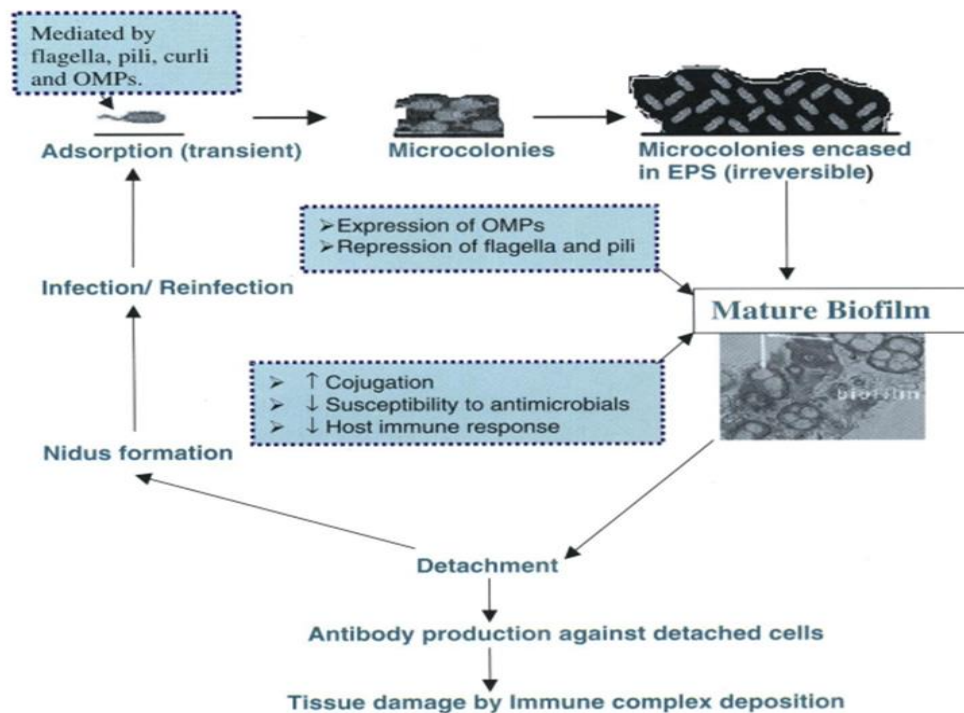 Mediated by
flagella, pili, curli
and OMPs.
Adsorption (transient)
Microcolonies
Microcolonies encased
in EPS (irreversible)
➢Expression of OMPs
➢Repression of flagella and pili
Infection/ Reinfection
Mature Biofilm
biofilm
➢ ↑ Cojugation
➢ ↓ Susceptibility to antimicrobials
➢ ↓ Host immune response
Nidus formation
Detachment
Antibody production against detached cells
Tissue damage by Immune complex deposition